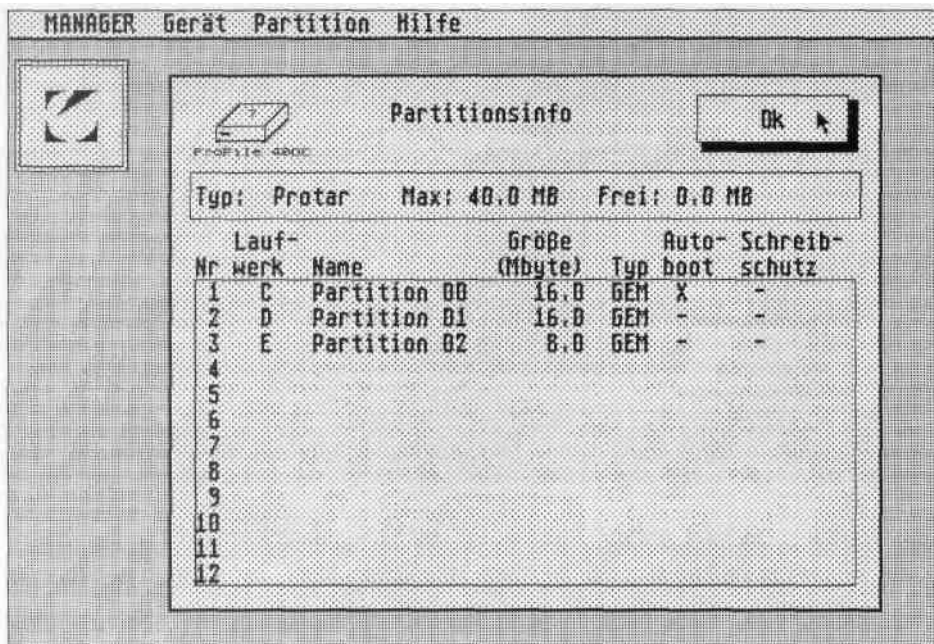 MANAGER Gerät Partition Hilfe
Partitionsinfo
Ok
ProFile 40DC
Typ: Protar Max: 40.0 MB Frei: 0.0 MB
Lauf- Größe Auto- Schreib-
Nr werk Name (Mbyte) Typ boot schutz
1 C Partition 00 16.0 GEM X -
2 D Partition 01 16.0 GEM - -
3 E Partition 02 8.0 GEM - -
4
5
6
7
8
9
10
11
12